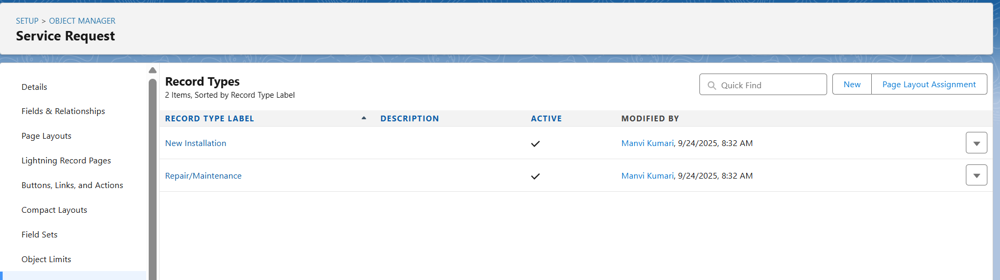 SETUP > OBJECT MANAGER
Service Request
Details
Fields & Relationships
Page Layouts
Lightning Record Pages
Buttons, Links, and Actions
Compact Layouts
Field Sets
Object Limits
Record Types
2 Items, Sorted by Record Type Label
Quick Find
New
Page Layout Assignment
RECORD TYPE LABEL DESCRIPTION ACTIVE MODIFIED BY
New Installation Manvi Kumari, 9/24/2025, 8:32 AM
Repair/Maintenance Manvi Kumari, 9/24/2025, 8:32 AM